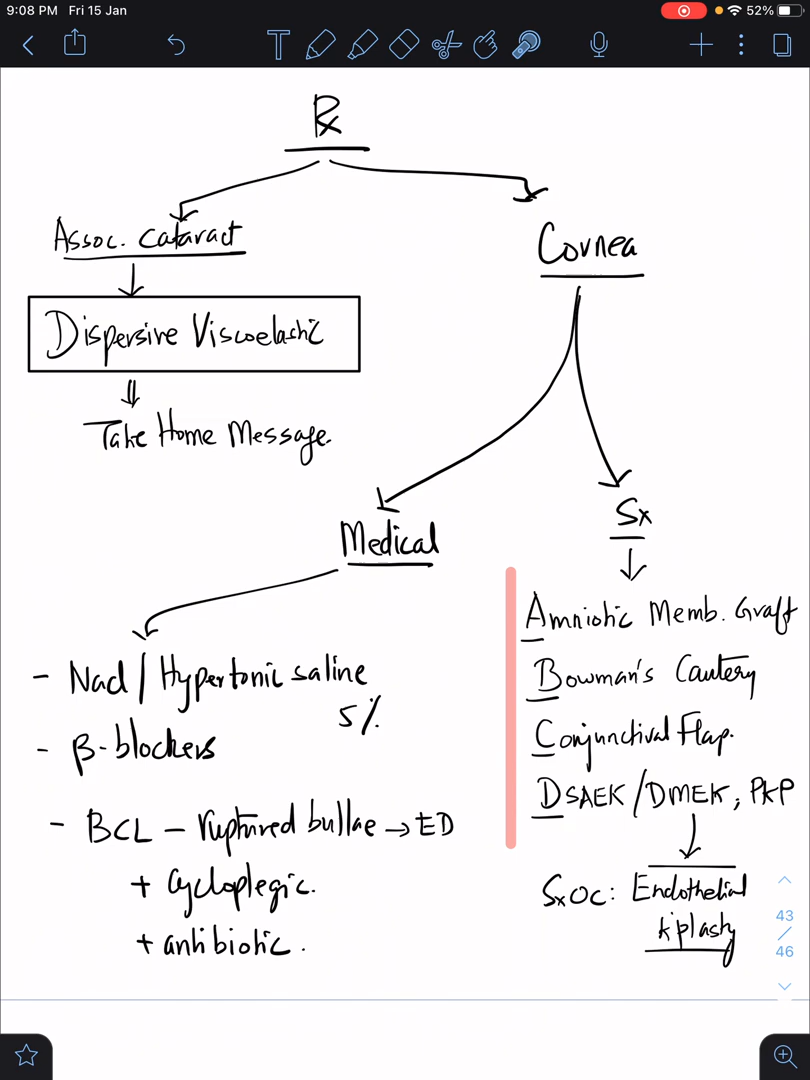 9:08 PM Fri 15 Jan
52%
Rx
Assoc. Cataract
Cornea
Dispersive Viscoelastic
Take Home Message.
Sx
Medical
Amniotic Memb. Graft
- Nacl / Hypertonic saline
5%
Bowman's Cautery
- β-blockers
Conjunctival Flap.
DSAEK / DMEK, PKP
- BCL - ruptured bullae → ED
+ Cycloplegic.
+ antibiotic.
SxOC: Endothelial
k'plasty
43
/
46